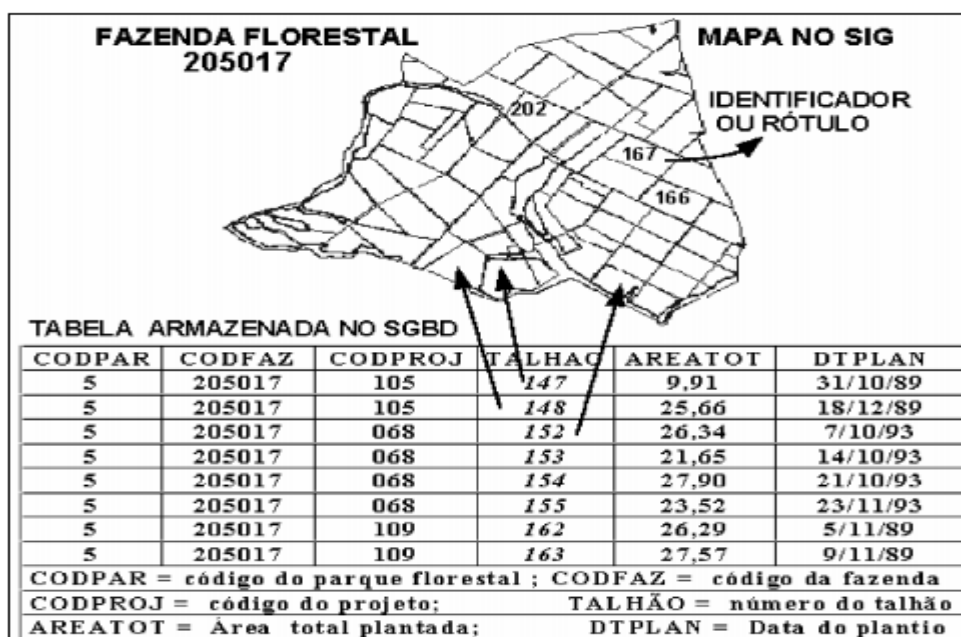 FAZENDA FLORESTAL
205017
MAPA NO SIG
202
IDENTIFICADOR
OU RÓTULO
167
166
TABELA ARMAZENADA NO SGBD
CODPAR CODFAZ CODPROJ TALHAO AREATOT DTPLAN
5 205017 105 147 9,91 31/10/89
5 205017 105 148 25,66 18/12/89
5 205017 068 152 26,34 7/10/93
5 205017 068 153 21,65 14/10/93
5 205017 068 154 27,90 21/10/93
5 205017 068 155 23,52 23/11/93
5 205017 109 162 26,29 5/11/89
5 205017 109 163 27,57 9/11/89
CODPAR = código do parque florestal ; CODFAZ = código da fazenda
CODPROJ = código do projeto; TALHÃO = número do talhão
AREATOT = Área total plantada; DTPLAN = Data do plantio